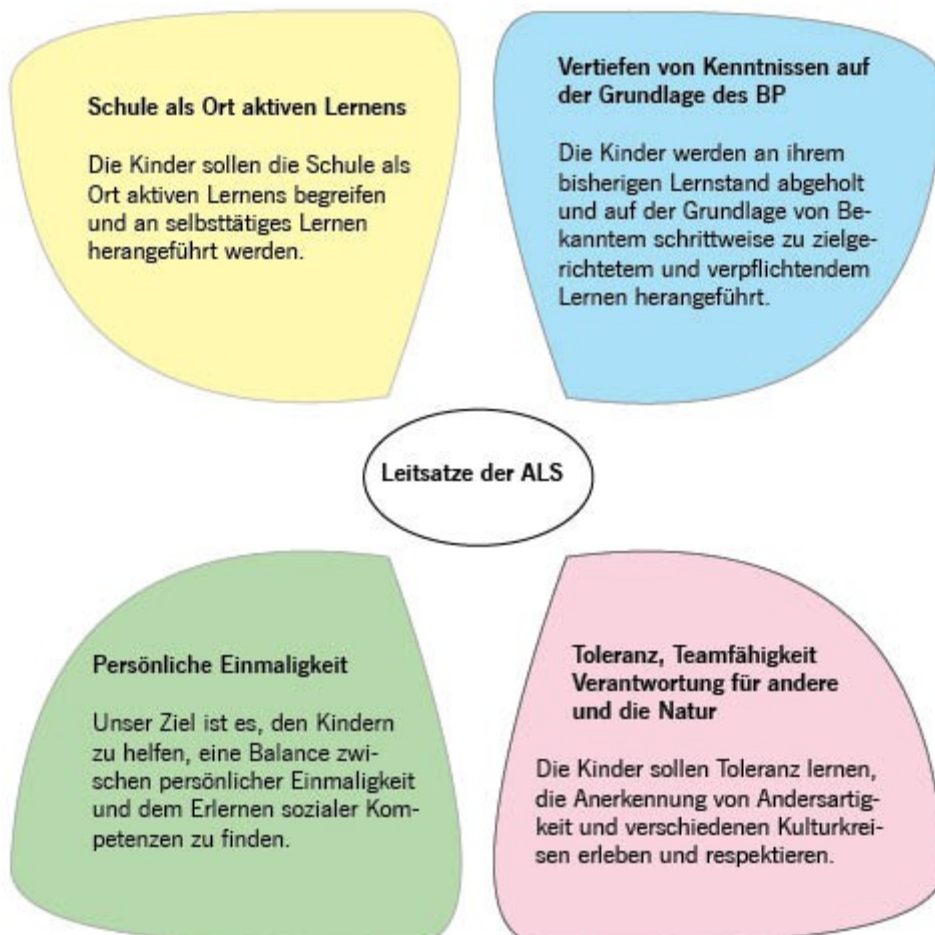 Schule als Ort aktiven Lernens
Die Kinder sollen die Schule als
Ort aktiven Lernens begreifen
und an selbsttätiges Lernen
herangeführt werden.
Vertiefen von Kenntnissen auf
der Grundlage des BP
Die Kinder werden an ihrem
bisherigen Lernstand abgeholt
und auf der Grundlage von Be-
kanntem schrittweise zu zielge-
richtetem und verpflichtendem
Lernen herangeführt.
Leitsatze der ALS
Persönliche Einmaligkeit
Unser Ziel ist es, den Kindern
zu helfen, eine Balance zwi-
schen persönlicher Einmaligkeit
und dem Erlernen sozialer Kom-
petenzen zu finden.
Toleranz, Teamfähigkeit
Verantwortung für andere
und die Natur
Die Kinder sollen Toleranz lernen,
die Anerkennung von Andersartig-
keit und verschiedenen Kulturkrei-
sen erleben und respektieren.